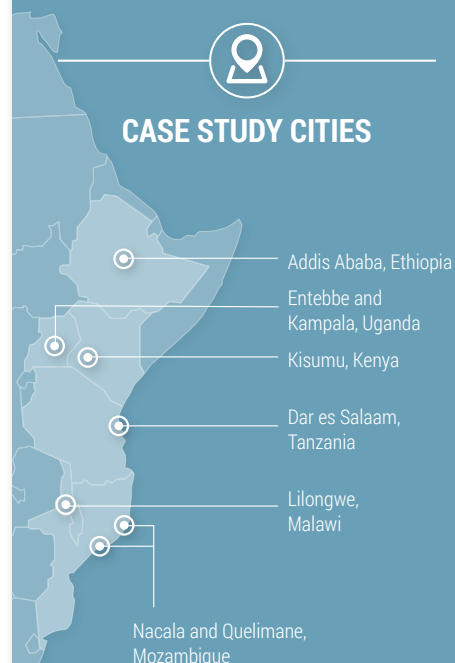 CASE STUDY CITIES
Addis Ababa, Ethiopia
Entebbe and
Kampala, Uganda
Kisumu, Kenya
Dar es Salaam,
Tanzania
Lilongwe,
Malawi
Nacala and Quelimane,
Mozambique